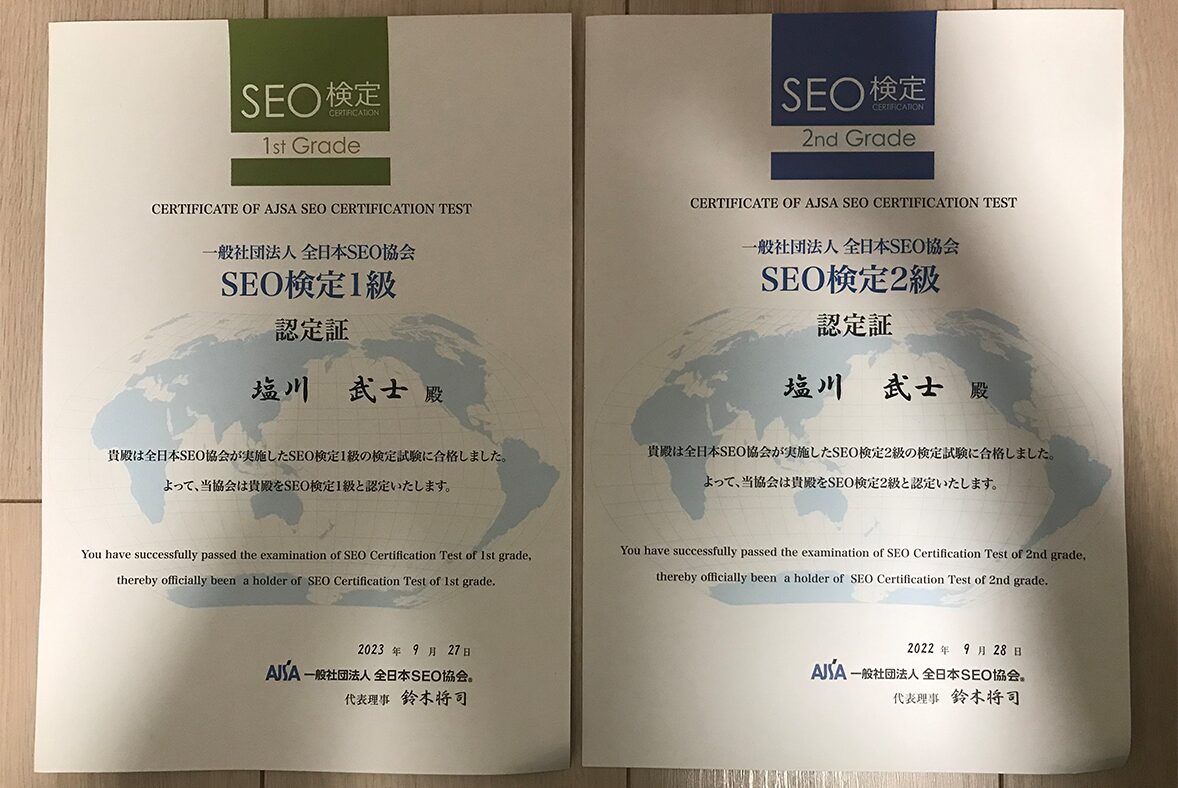 SEO検定
CERTIFICATION
1st Grade
CERTIFICATE OF AJSA SEO CERTIFICATION TEST
一般社団法人 全日本SEO協会
SEO検定1級
認定証
塩川 武士 殿
貴殿は全日本SEO協会が実施したSEO検定1級の検定試験に合格しました。
よって、当協会は貴殿をSEO検定1級と認定いたします。
You have successfully passed the examination of SEO Certification Test of 1st grade,
thereby officially been a holder of SEO Certification Test of 1st grade.
2023 年 9 月 27 日
AJSA 一般社団法人 全日本SEO協会®
代表理事 鈴木将司
SEO検定
CERTIFICATION
2nd Grade
CERTIFICATE OF AJSA SEO CERTIFICATION TEST
一般社団法人 全日本SEO協会
SEO検定2級
認定証
塩川 武士 殿
貴殿は全日本SEO協会が実施したSEO検定2級の検定試験に合格しました。
よって、当協会は貴殿をSEO検定2級と認定いたします。
You have successfully passed the examination of SEO Certification Test of 2nd grade,
thereby officially been a holder of SEO Certification Test of 2nd grade.
2022 年 9 月 28 日
AJSA 一般社団法人 全日本SEO協会®
代表理事 鈴木将司